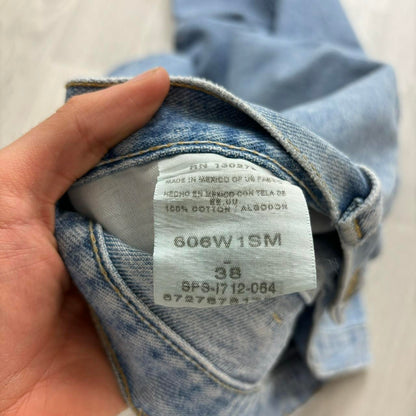 MADE IN MEXICO OF US FABRIC
HECHO EN MEXICO CON TELA DE
EE.UU
100% COTTON / ALGODON
606W1SM
-
38
SPS-I712-064